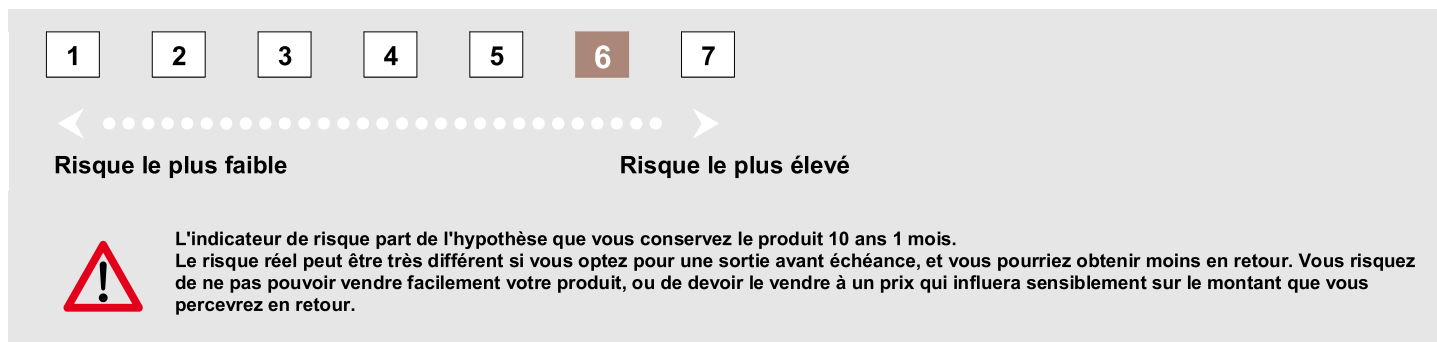 1 2 3 4 5 6 7
Risque le plus faible Risque le plus élevé
L'indicateur de risque part de l'hypothèse que vous conservez le produit 10 ans 1 mois.
Le risque réel peut être très différent si vous optez pour une sortie avant échéance, et vous pourriez obtenir moins en retour. Vous risquez
de ne pas pouvoir vendre facilement votre produit, ou de devoir le vendre à un prix qui influera sensiblement sur le montant que vous
percevrez en retour.